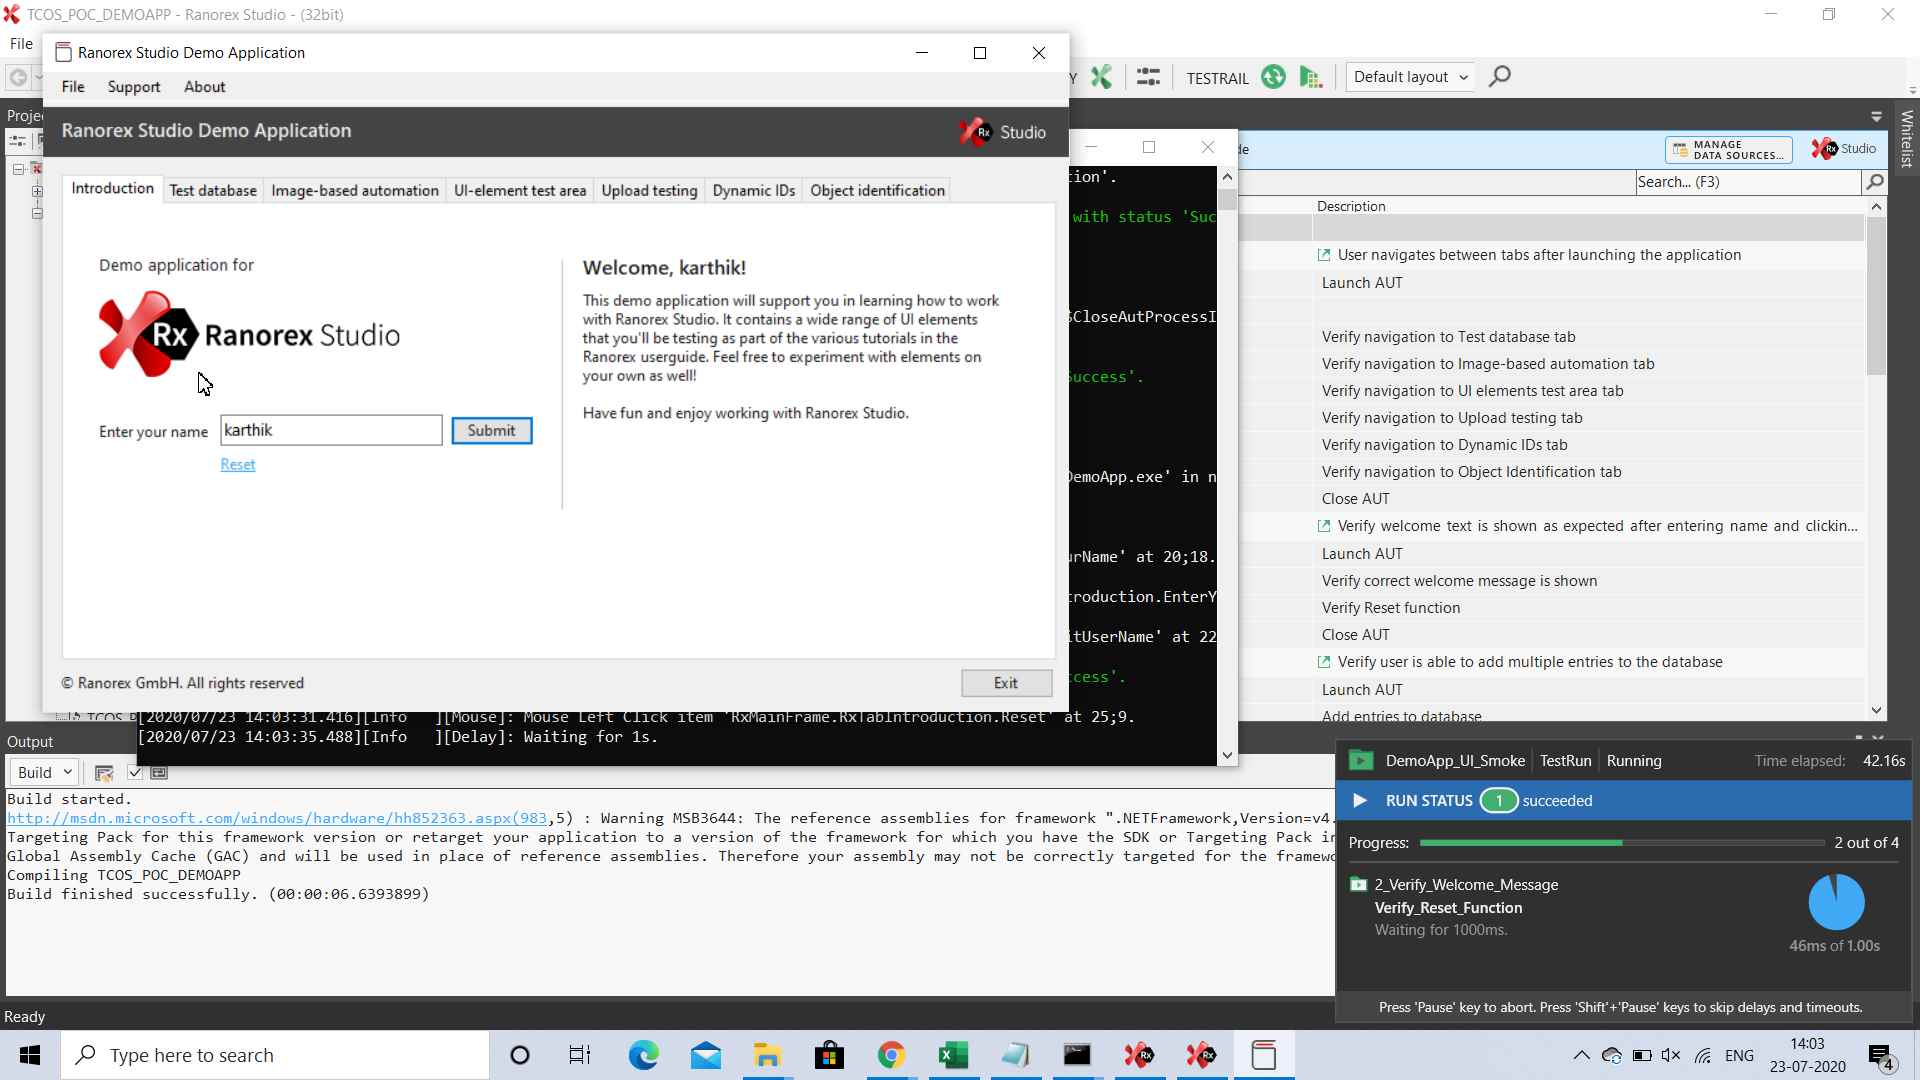 TCOS_POC_DEMOAPP - Ranorex Studio - (32bit)
File
Ranorex Studio Demo Application
File Support About
Ranorex Studio Demo Application
Rx Studio
Introduction Test database Image-based automation UI-element test area Upload testing Dynamic IDs Object identification
Demo application for
Rx Ranorex Studio
Enter your name karthik Submit
Reset
Welcome, karthik!
This demo application will support you in learning how to work
with Ranorex Studio. It contains a wide range of UI elements
that you'll be testing as part of the various tutorials in the
Ranorex userguide. Feel free to experiment with elements on
your own as well!
Have fun and enjoy working with Ranorex Studio.
© Ranorex GmbH. All rights reserved
Exit
Y TESTRAIL Default layout
Projec
Whitelist
de
MANAGE
DATA SOURCES...
Rx Studio
Search... (F3)
Description
User navigates between tabs after launching the application
Launch AUT
Verify navigation to Test database tab
Verify navigation to Image-based automation tab
Verify navigation to UI elements test area tab
Verify navigation to Upload testing tab
Verify navigation to Dynamic IDs tab
Verify navigation to Object Identification tab
Close AUT
Verify welcome text is shown as expected after entering name and clickin...
Launch AUT
Verify correct welcome message is shown
Verify Reset function
Close AUT
Verify user is able to add multiple entries to the database
Launch AUT
Add entries to database
tion'.
with status 'Suc
$CloseAutProcessI
Success'.
DemoApp.exe' in n
urName' at 20;18.
troduction.EnterY
itUserName' at 22
ccess'.
TCOS_P
[2020/07/23 14:03:31.416][Info ][Mouse]: Mouse Left Click item 'RxMainFrame.RxTabIntroduction.Reset' at 25;9.
[2020/07/23 14:03:35.488][Info ][Delay]: Waiting for 1s.
Output
Build
Build started.
http://msdn.microsoft.com/windows/hardware/hh852363.aspx(983,5) : Warning MSB3644: The reference assemblies for framework ".NETFramework,Version=v4.
Targeting Pack for this framework version or retarget your application to a version of the framework for which you have the SDK or Targeting Pack in
Global Assembly Cache (GAC) and will be used in place of reference assemblies. Therefore your assembly may not be correctly targeted for the framewo
Compiling TCOS_POC_DEMOAPP
Build finished successfully. (00:00:06.6393899)
DemoApp_UI_Smoke TestRun Running Time elapsed: 42.16s
RUN STATUS 1 succeeded
Progress: 2 out of 4
2_Verify_Welcome_Message
Verify_Reset_Function
Waiting for 1000ms.
46ms of 1.00s
Press 'Pause' key to abort. Press 'Shift'+'Pause' keys to skip delays and timeouts.
Ready
Type here to search
ENG
14:03
23-07-2020
4